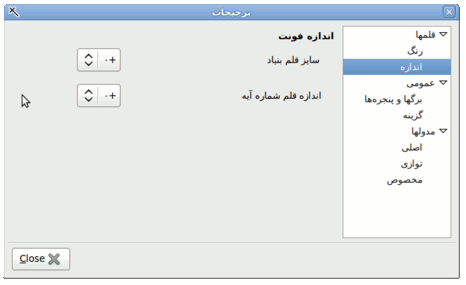 ترجیحات
قلمها
رنگ
اندازه
عمومی
برگها و پنجره‌ها
گزینه
مدولها
اصلی
توازی
مخصوص
اندازه فونت
سایز قلم بنیاد
+۰
اندازه قلم شماره آیه
+۰
Close